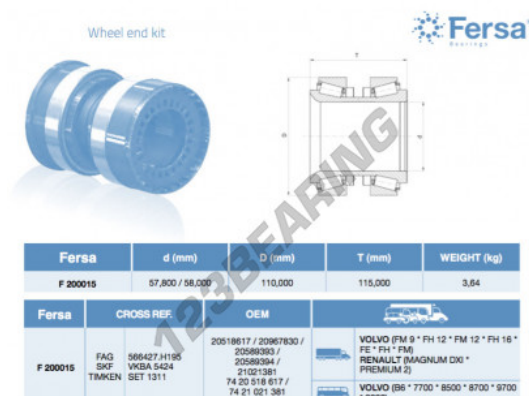 Wheel end kit
Fersa
Bearings
T
D
d
123BEARING
Fersa d (mm) D (mm) T (mm) WEIGHT (kg)
F 200015 57,800 / 58,000 110,000 115,000 3,64
Fersa CROSS REF. OEM
F 200015
FAG 566427.H195
SKF VKBA 5424
TIMKEN SET 1311
20518617 / 20967830 /
20589393 /
20589394 /
21021381
74 20 518 617 /
74 21 021 381
VOLVO (FM 9 * FH 12 * FM 12 * FH 16 *
FE * FH * FM)
RENAULT (MAGNUM DXI *
PREMIUM 2)
VOLVO (B6 * 7700 * 8500 * 8700 * 9700